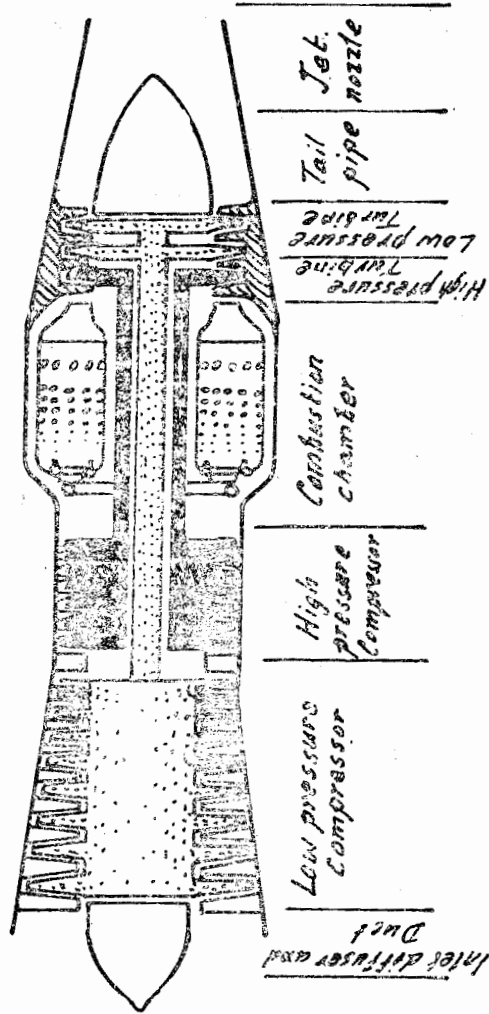 Inlet diffuser and
Duct
Low pressure
Compressor
High
pressure
Compressor
Combustion
chamber
High pressure
Turbine
Low pressure
Turbine
Tail
pipe
Jet.
nozzle